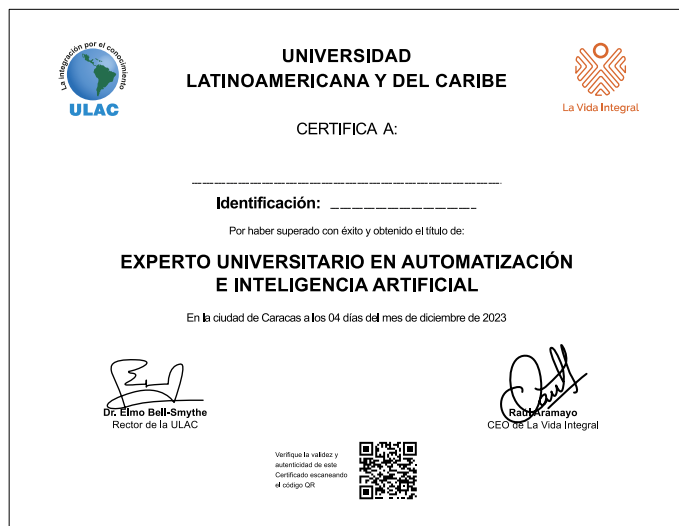 La integración por el conocimiento
ULAC
UNIVERSIDAD
LATINOAMERICANA Y DEL CARIBE
La Vida Integral
CERTIFICA A:
Identificación:
Por haber superado con éxito y obtenido el título de:
EXPERTO UNIVERSITARIO EN AUTOMATIZACIÓN
E INTELIGENCIA ARTIFICIAL
En la ciudad de Caracas a los 04 días del mes de diciembre de 2023
Dr. Elmo Bell-Smythe
Rector de la ULAC
Raúl Aramayo
CEO de La Vida Integral
Verifique la validez y
autenticidad de este
Certificado escaneando
el código QR